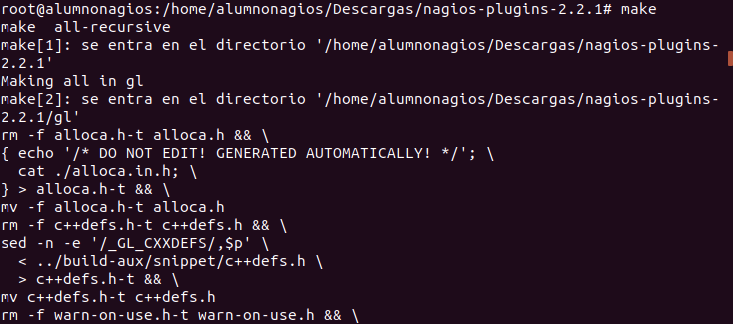 root@alumnonagios:/home/alumnonagios/Descargas/nagios-plugins-2.2.1# make
make  all-recursive
make[1]: se entra en el directorio '/home/alumnonagios/Descargas/nagios-plugins-
2.2.1'
Making all in gl
make[2]: se entra en el directorio '/home/alumnonagios/Descargas/nagios-plugins-
2.2.1/gl'
rm -f alloca.h-t alloca.h && \
{ echo '/* DO NOT EDIT! GENERATED AUTOMATICALLY! */'; \
  cat ./alloca.in.h; \
} > alloca.h-t && \
mv -f alloca.h-t alloca.h
rm -f c++defs.h-t c++defs.h && \
sed -n -e '/_GL_CXXDEFS/,$p' \
  < ../build-aux/snippet/c++defs.h \
  > c++defs.h-t && \
mv c++defs.h-t c++defs.h
rm -f warn-on-use.h-t warn-on-use.h && \